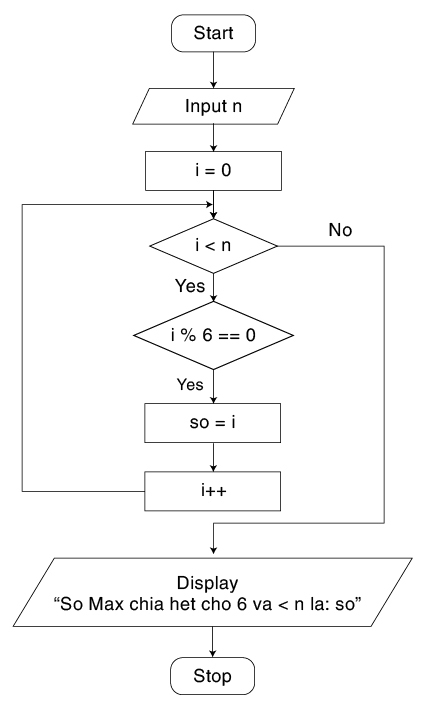 Start
Input n
i = 0
i < n
No
Yes
i % 6 == 0
Yes
so = i
i++
Display
“So Max chia het cho 6 va < n la: so”
Stop